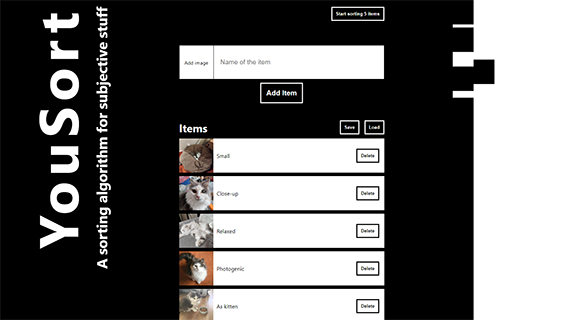 YouSort
A sorting algorithm for subjective stuff
Start sorting 5 items
Add image
Name of the item
Add Item
Items
Save
Load
Small
Delete
Close-up
Delete
Relaxed
Delete
Photogenic
Delete
As kitten
Delete